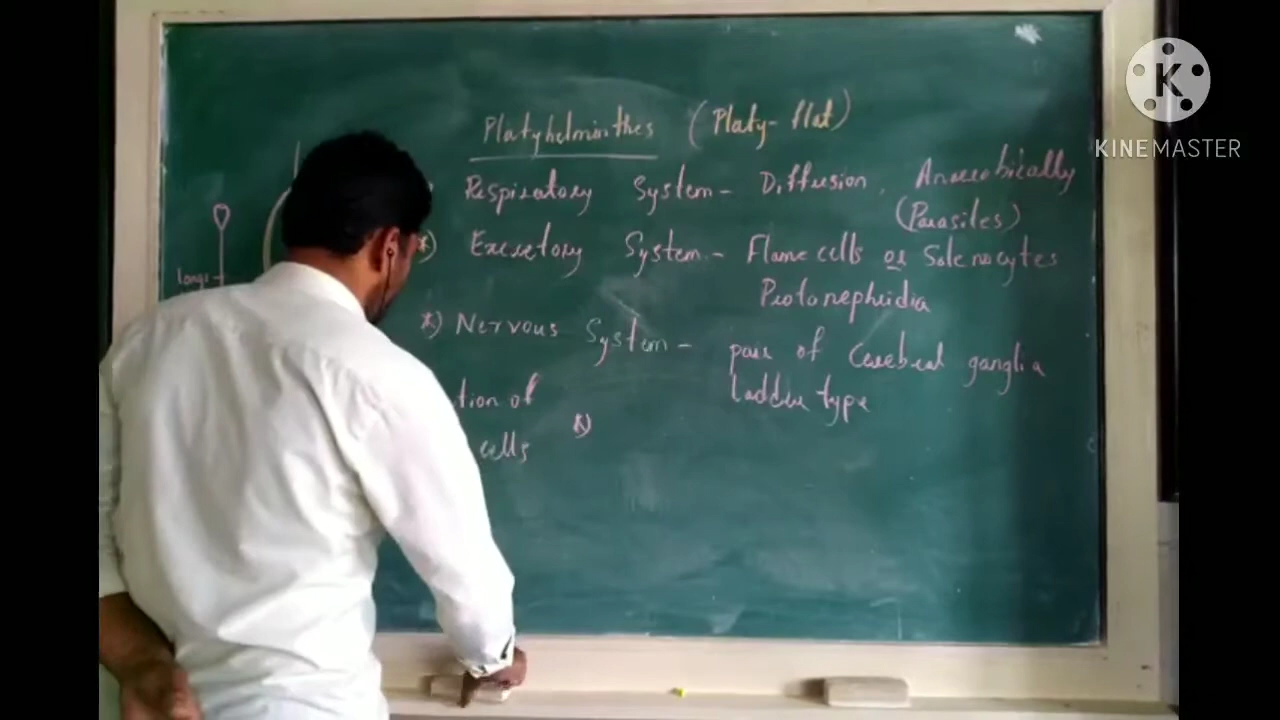 Platyhelminthes (Platy-flat)
Respiratory System - Diffusion, Anaerobically
(Parasites)
*) Excretory System - Flame cells or Solenocytes
Protonephridia
*) Nervous System - pair of Cerebral ganglia
ladder type
tion of
*)
cells
Longi
K
KINEMASTER